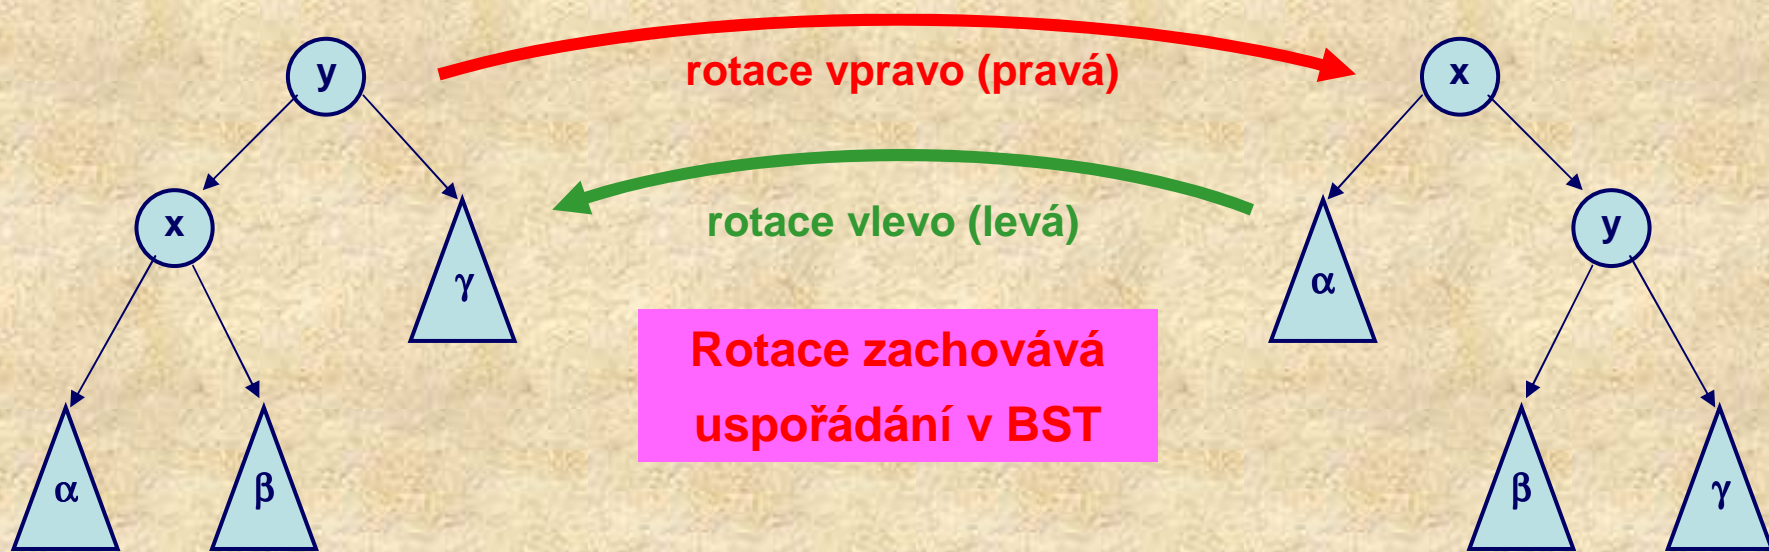 y
rotace vpravo (pravá)
x
x
rotace vlevo (levá)
y
γ
α
Rotace zachovává
uspořádání v BST
α
β
β
γ